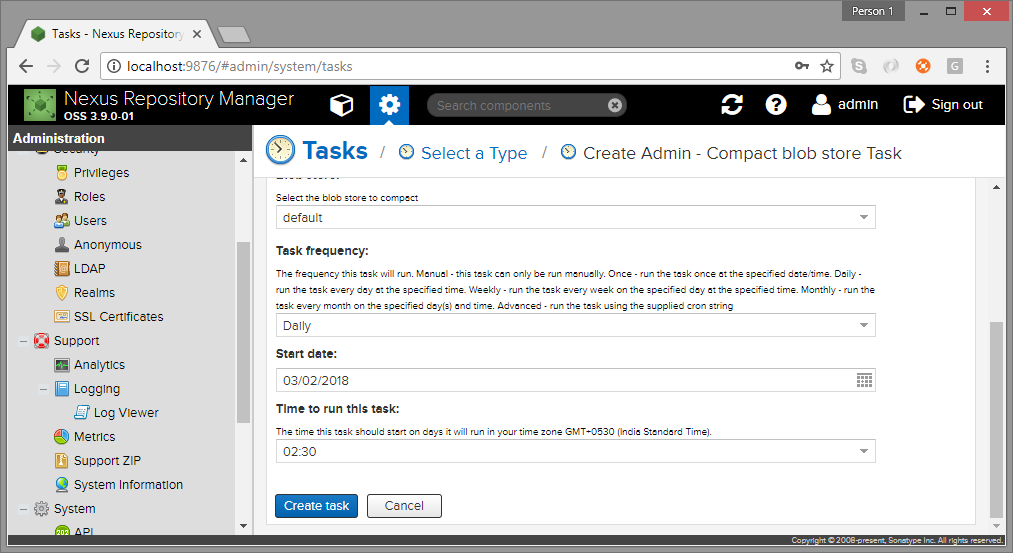 Person 1
Tasks - Nexus Repository
localhost:9876/#admin/system/tasks
G
Nexus Repository Manager
OSS 3.9.0-01
Search components
admin
Sign out
Administration
Security
Privileges
Roles
Users
Anonymous
LDAP
Realms
SSL Certificates
Support
Analytics
Logging
Log Viewer
Metrics
Support ZIP
System Information
System
API
Tasks / Select a Type / Create Admin - Compact blob store Task
Blob store:
Select the blob store to compact
default
Task frequency:
The frequency this task will run. Manual - this task can only be run manually. Once - run the task once at the specified date/time. Daily -
run the task every day at the specified time. Weekly - run the task every week on the specified day at the specified time. Monthly - run the
task every month on the specified day(s) and time. Advanced - run the task using the supplied cron string
Daily
Start date:
03/02/2018
Time to run this task:
The time this task should start on days it will run in your time zone GMT+0530 (India Standard Time).
02:30
Create task
Cancel
Copyright © 2008-present, Sonatype Inc. All rights reserved.